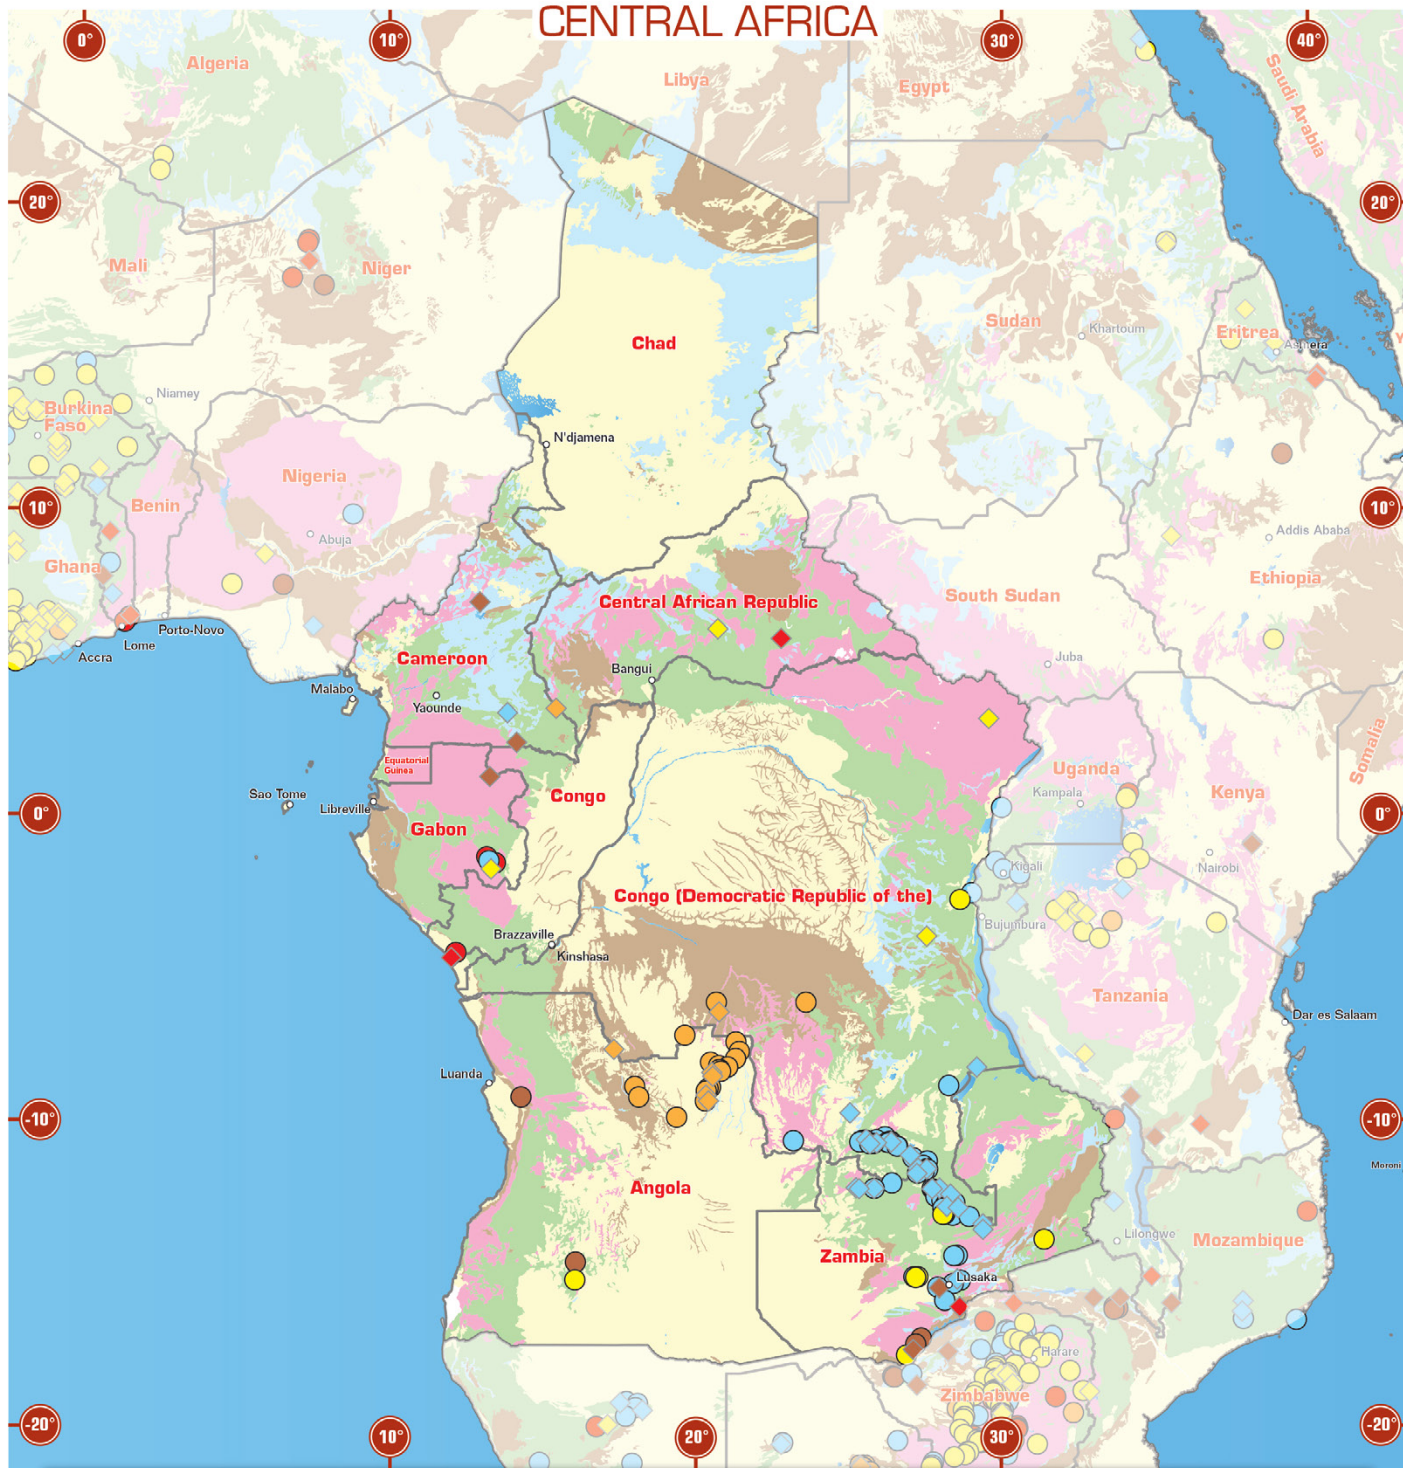 CENTRAL AFRICA
0°
10°
30°
40°
Algeria
Libya
Egypt
Saudi Arabia
20°
20°
Mali
Niger
Sudan
Khartoum
Eritrea
Asmera
Y
Chad
Niamey
Burkina
Faso
N'djamena
Nigeria
Benin
10°
10°
Abuja
Addis Ababa
Ghana
Ethiopia
South Sudan
Central African Republic
Porto-Novo
Lome
Accra
Cameroon
Bangui
Juba
Malabo
Yaounde
Somalia
Equatorial
Guinea
Uganda
Sao Tome
Congo
Kampala
Kenya
Libreville
0°
0°
Gabon
Kigali
Nairobi
Congo (Democratic Republic of the)
Bujumbura
Brazzaville
Kinshasa
Tanzania
Dar es Salaam
Luanda
-10°
-10°
Moroni
Angola
Lilongwe
Mozambique
Zambia
Lusaka
Harare
Zimbabwe
-20°
-20°
10°
20°
30°